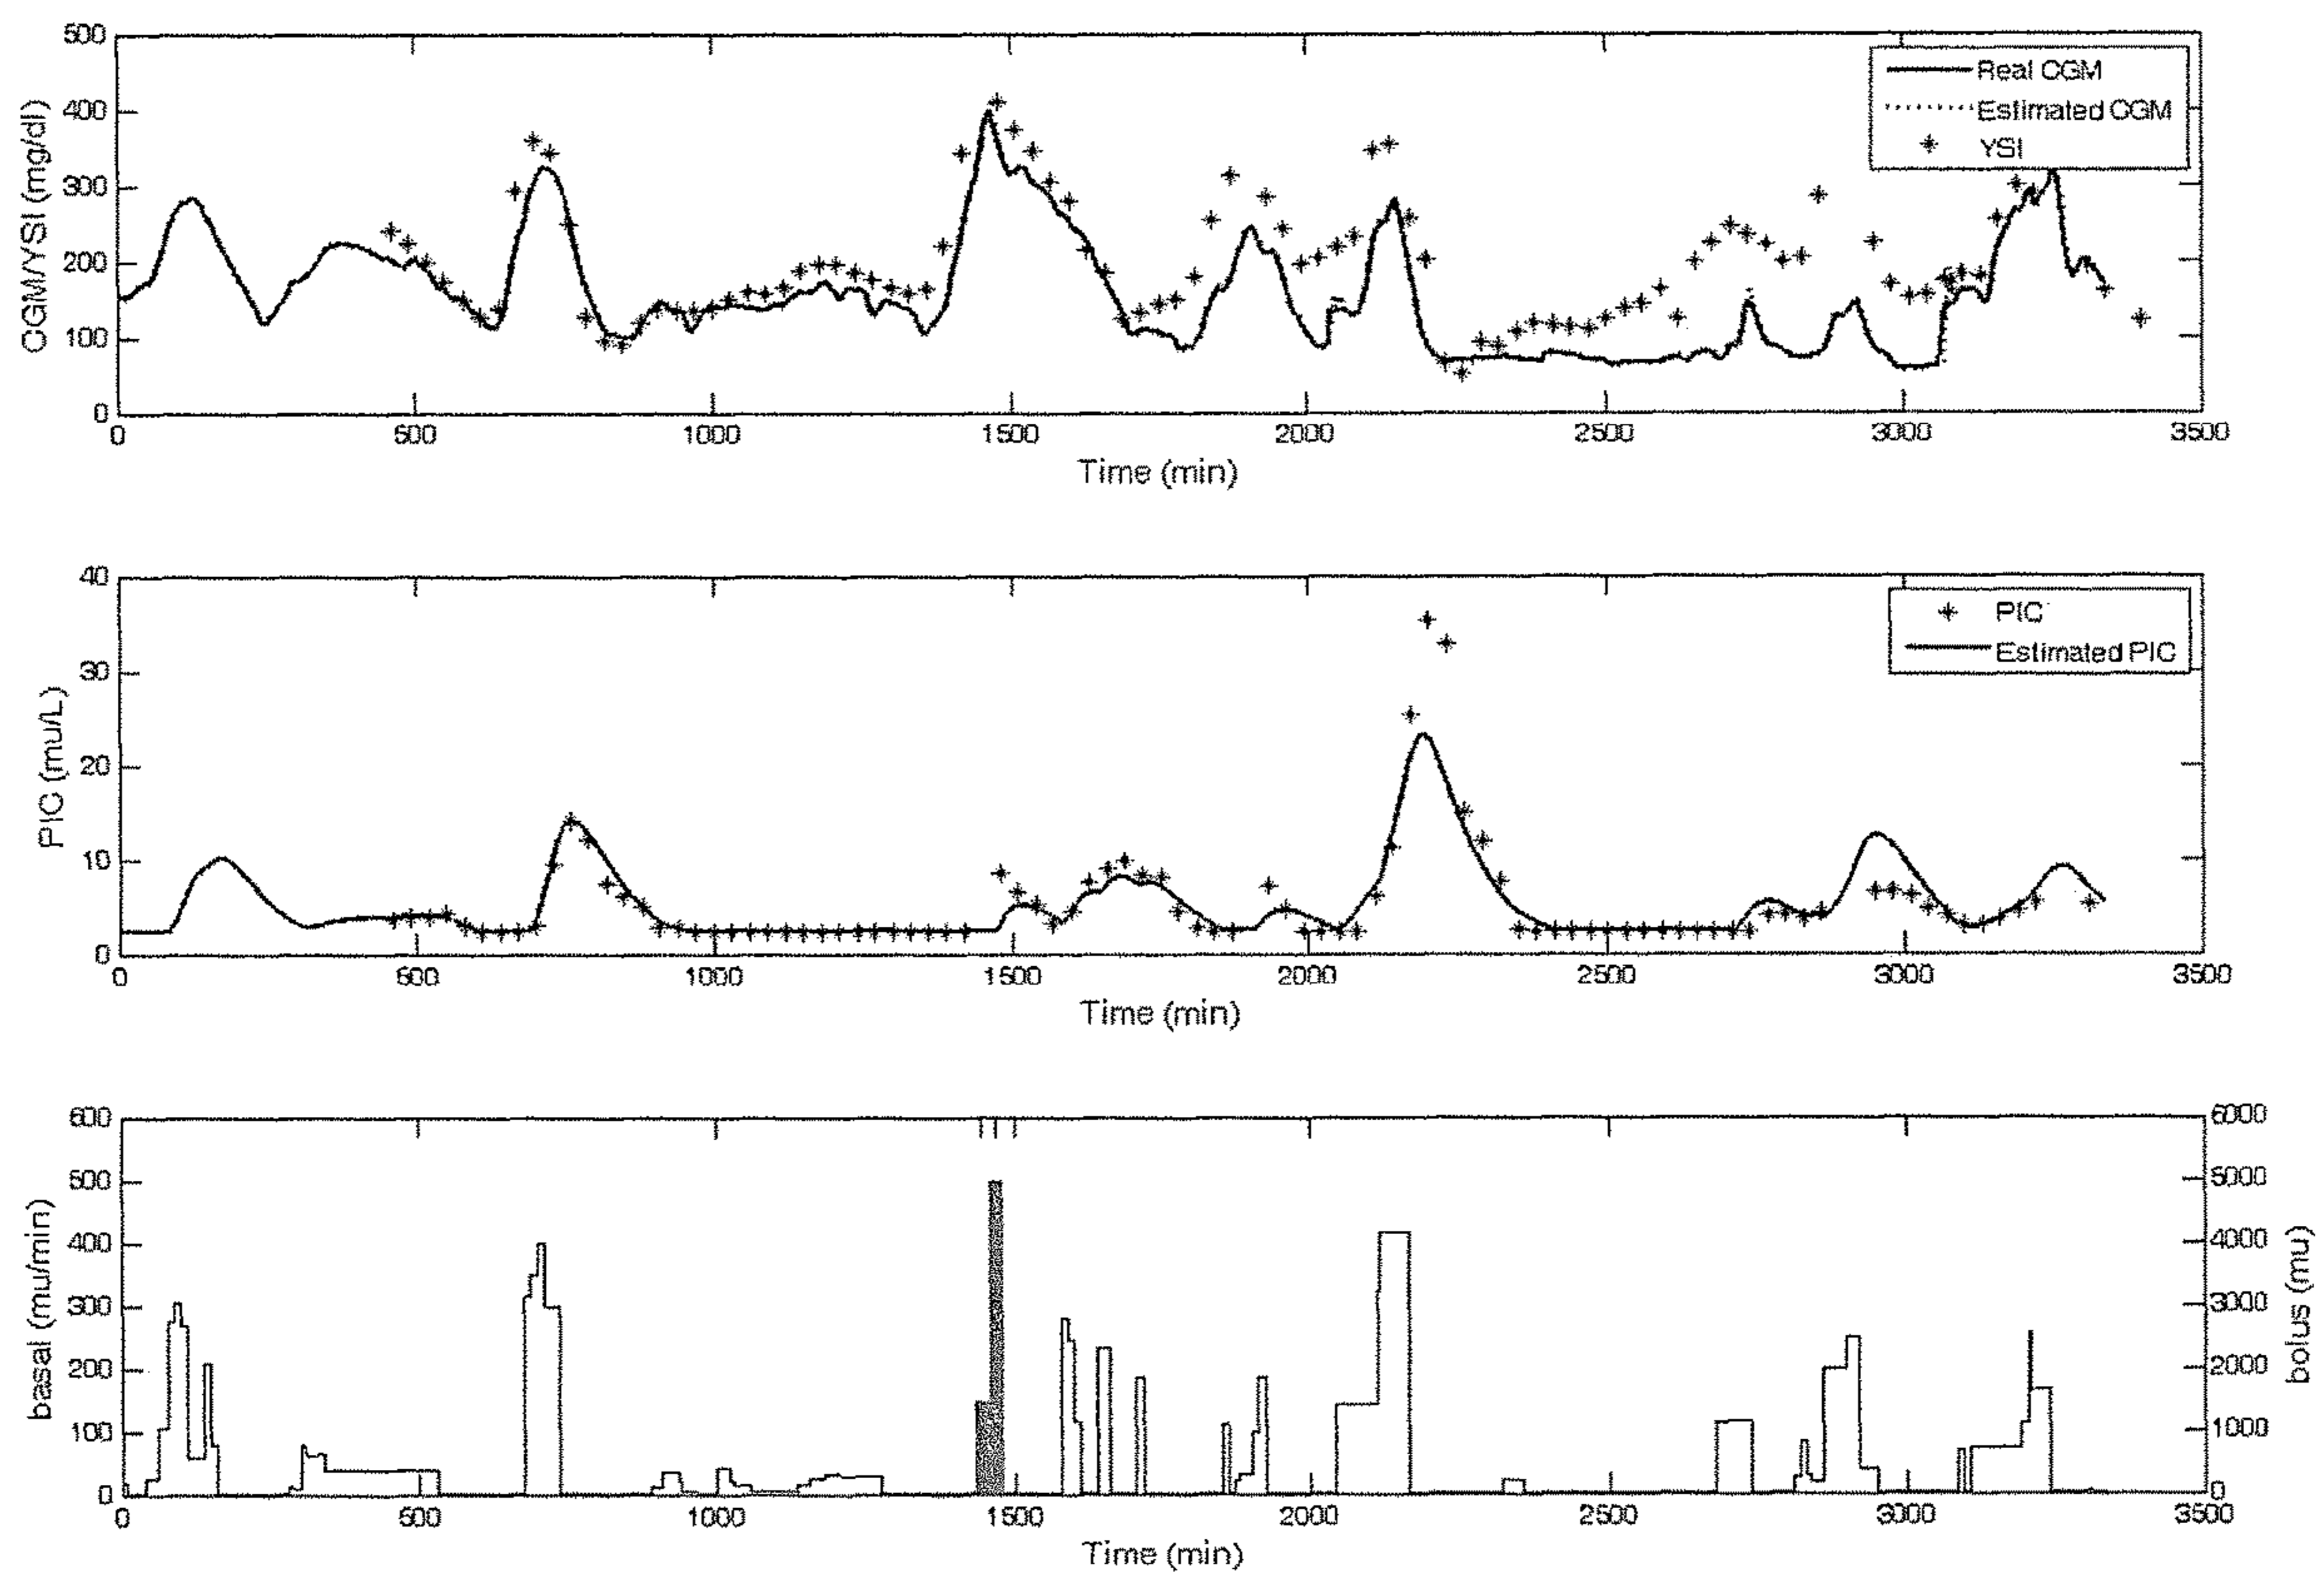 500
400
300
200
100
0
CGM/YSI (mg/dl)
Real CGM
Estimated CGM
YSI
0 500 1000 1500 2000 2500 3000 3500
Time (min)
40
30
20
10
0
PIC (mu/L)
PIC
Estimated PIC
0 500 1000 1500 2000 2500 3000 3500
Time (min)
600
500
400
300
200
100
0
basal (mu/min)
6000
5000
4000
3000
2000
1000
0
bolus (mu)
0 500 1000 1500 2000 2500 3000 3500
Time (min)